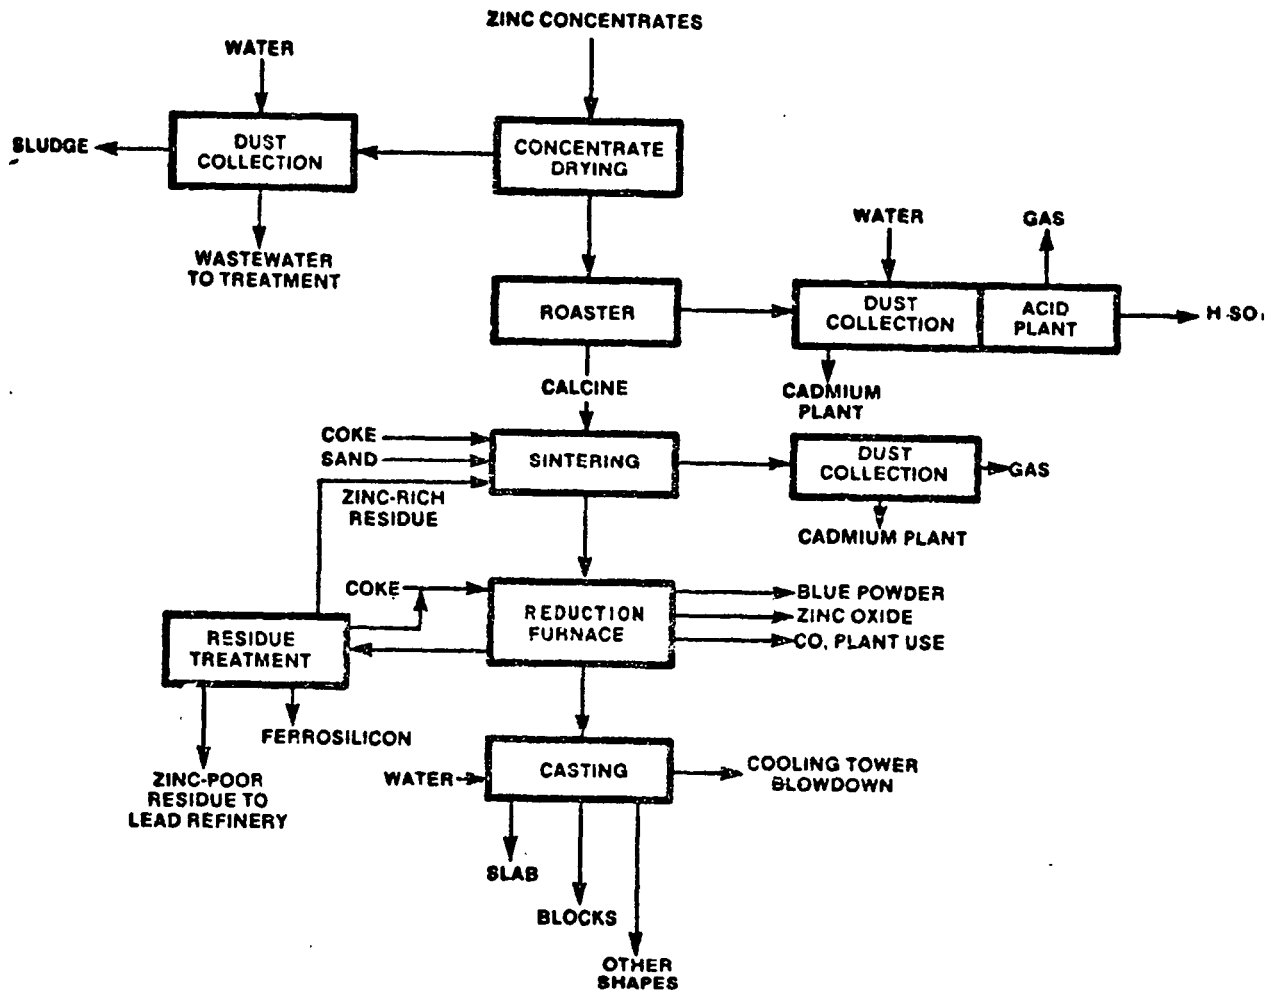 ZINC CONCENTRATES
WATER
DUST
COLLECTION
SLUDGE
CONCENTRATE
DRYING
WASTEWATER
TO TREATMENT
WATER
GAS
ROASTER
DUST
COLLECTION
ACID
PLANT
CALCINE
CADMIUM
PLANT
COKE
SAND
ZINC-RICH
RESIDUE
SINTERING
DUST
COLLECTION
GAS
CADMIUM PLANT
COKE
REDUCTION
FURNACE
BLUE POWDER
ZINC OXIDE
CO, PLANT USE
RESIDUE
TREATMENT
FERROSILICON
ZINC-POOR
RESIDUE TO
LEAD REFINERY
WATER
CASTING
COOLING TOWER
BLOWDOWN
SLAB
BLOCKS
OTHER
SHAPES